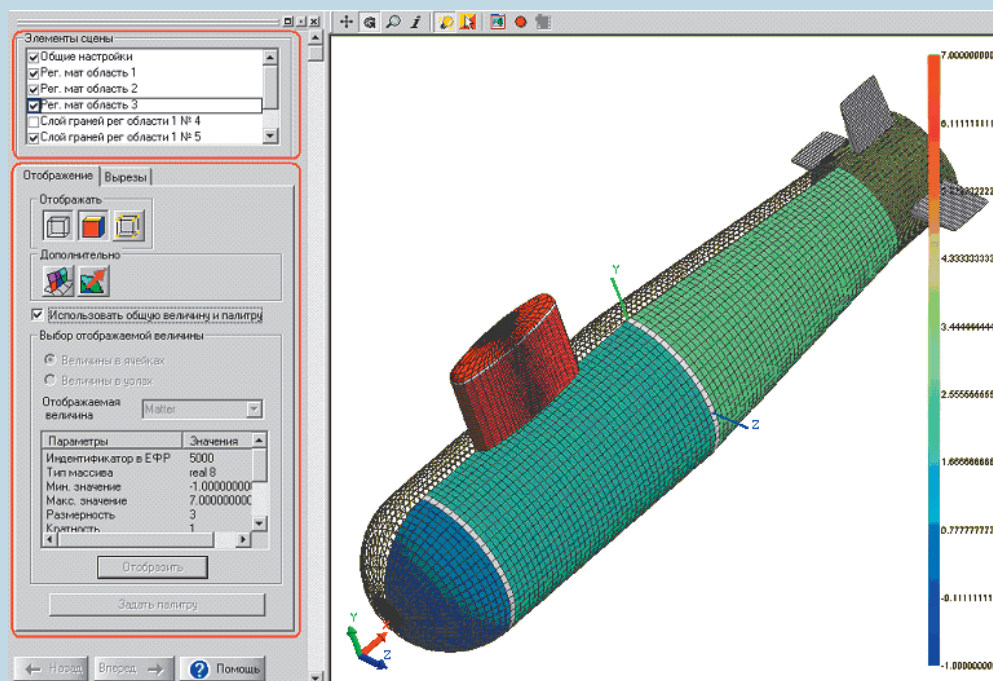 Элементы сцены
Общие настройки
Рег. мат область 1
Рег. мат область 2
Рег. мат область 3
Слой граней рег области 1 № 4
Слой граней рег области 1 № 5
Отображение
Вырезы
Отображать
Дополнительно
Использовать общую величину и палитру
Выбор отображаемой величины
Величины в ячейках
Величины в узлах
Отображаемая величина
Matter
Параметры Значения
Индентификатор в ЕФР 5000
Тип массива real 8
Мин. значение -1.000000000
Макс. значение 7.000000000
Размерность 3
Кратность 1
Отобразить
Задать палитру
Назад
Вперед
Помощь
Y
Z
Y
X
Z
7.000000000
6.11111111
4.333333333
3.444444444
2.555555555
1.666666666
0.777777777
-0.11111111
-1.00000000